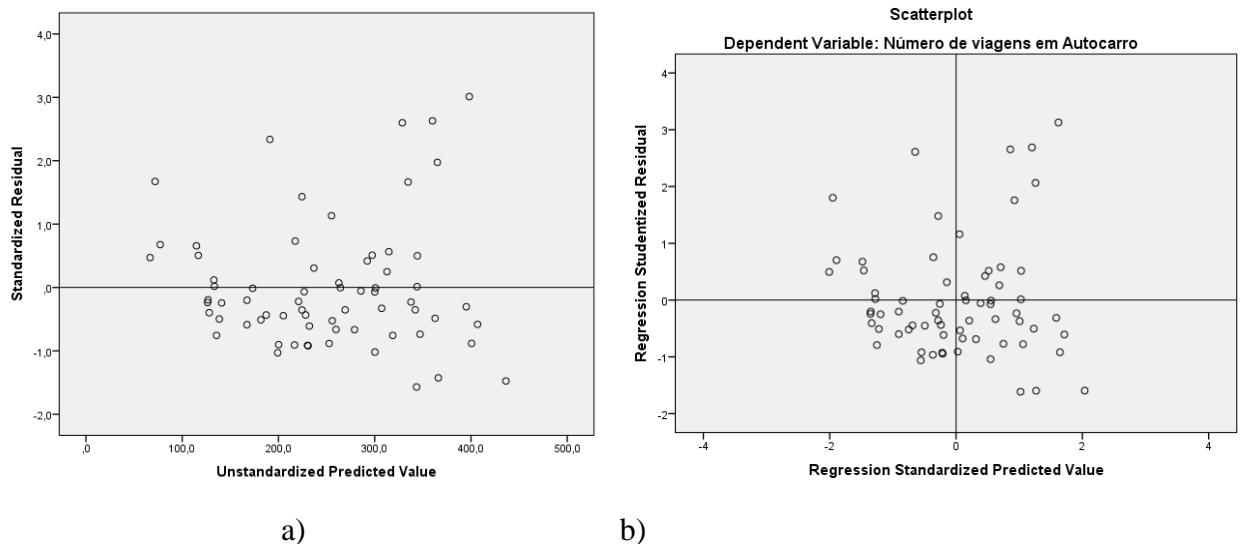 4,0
3,0
2,0
1,0
,0
-1,0
-2,0
Standardized Residual
,0 100,0 200,0 300,0 400,0 500,0
Unstandardized Predicted Value
a)
Scatterplot
Dependent Variable: Número de viagens em Autocarro
4
3
2
1
0
-1
-2
Regression Studentized Residual
-4 -2 0 2 4
Regression Standardized Predicted Value
b)